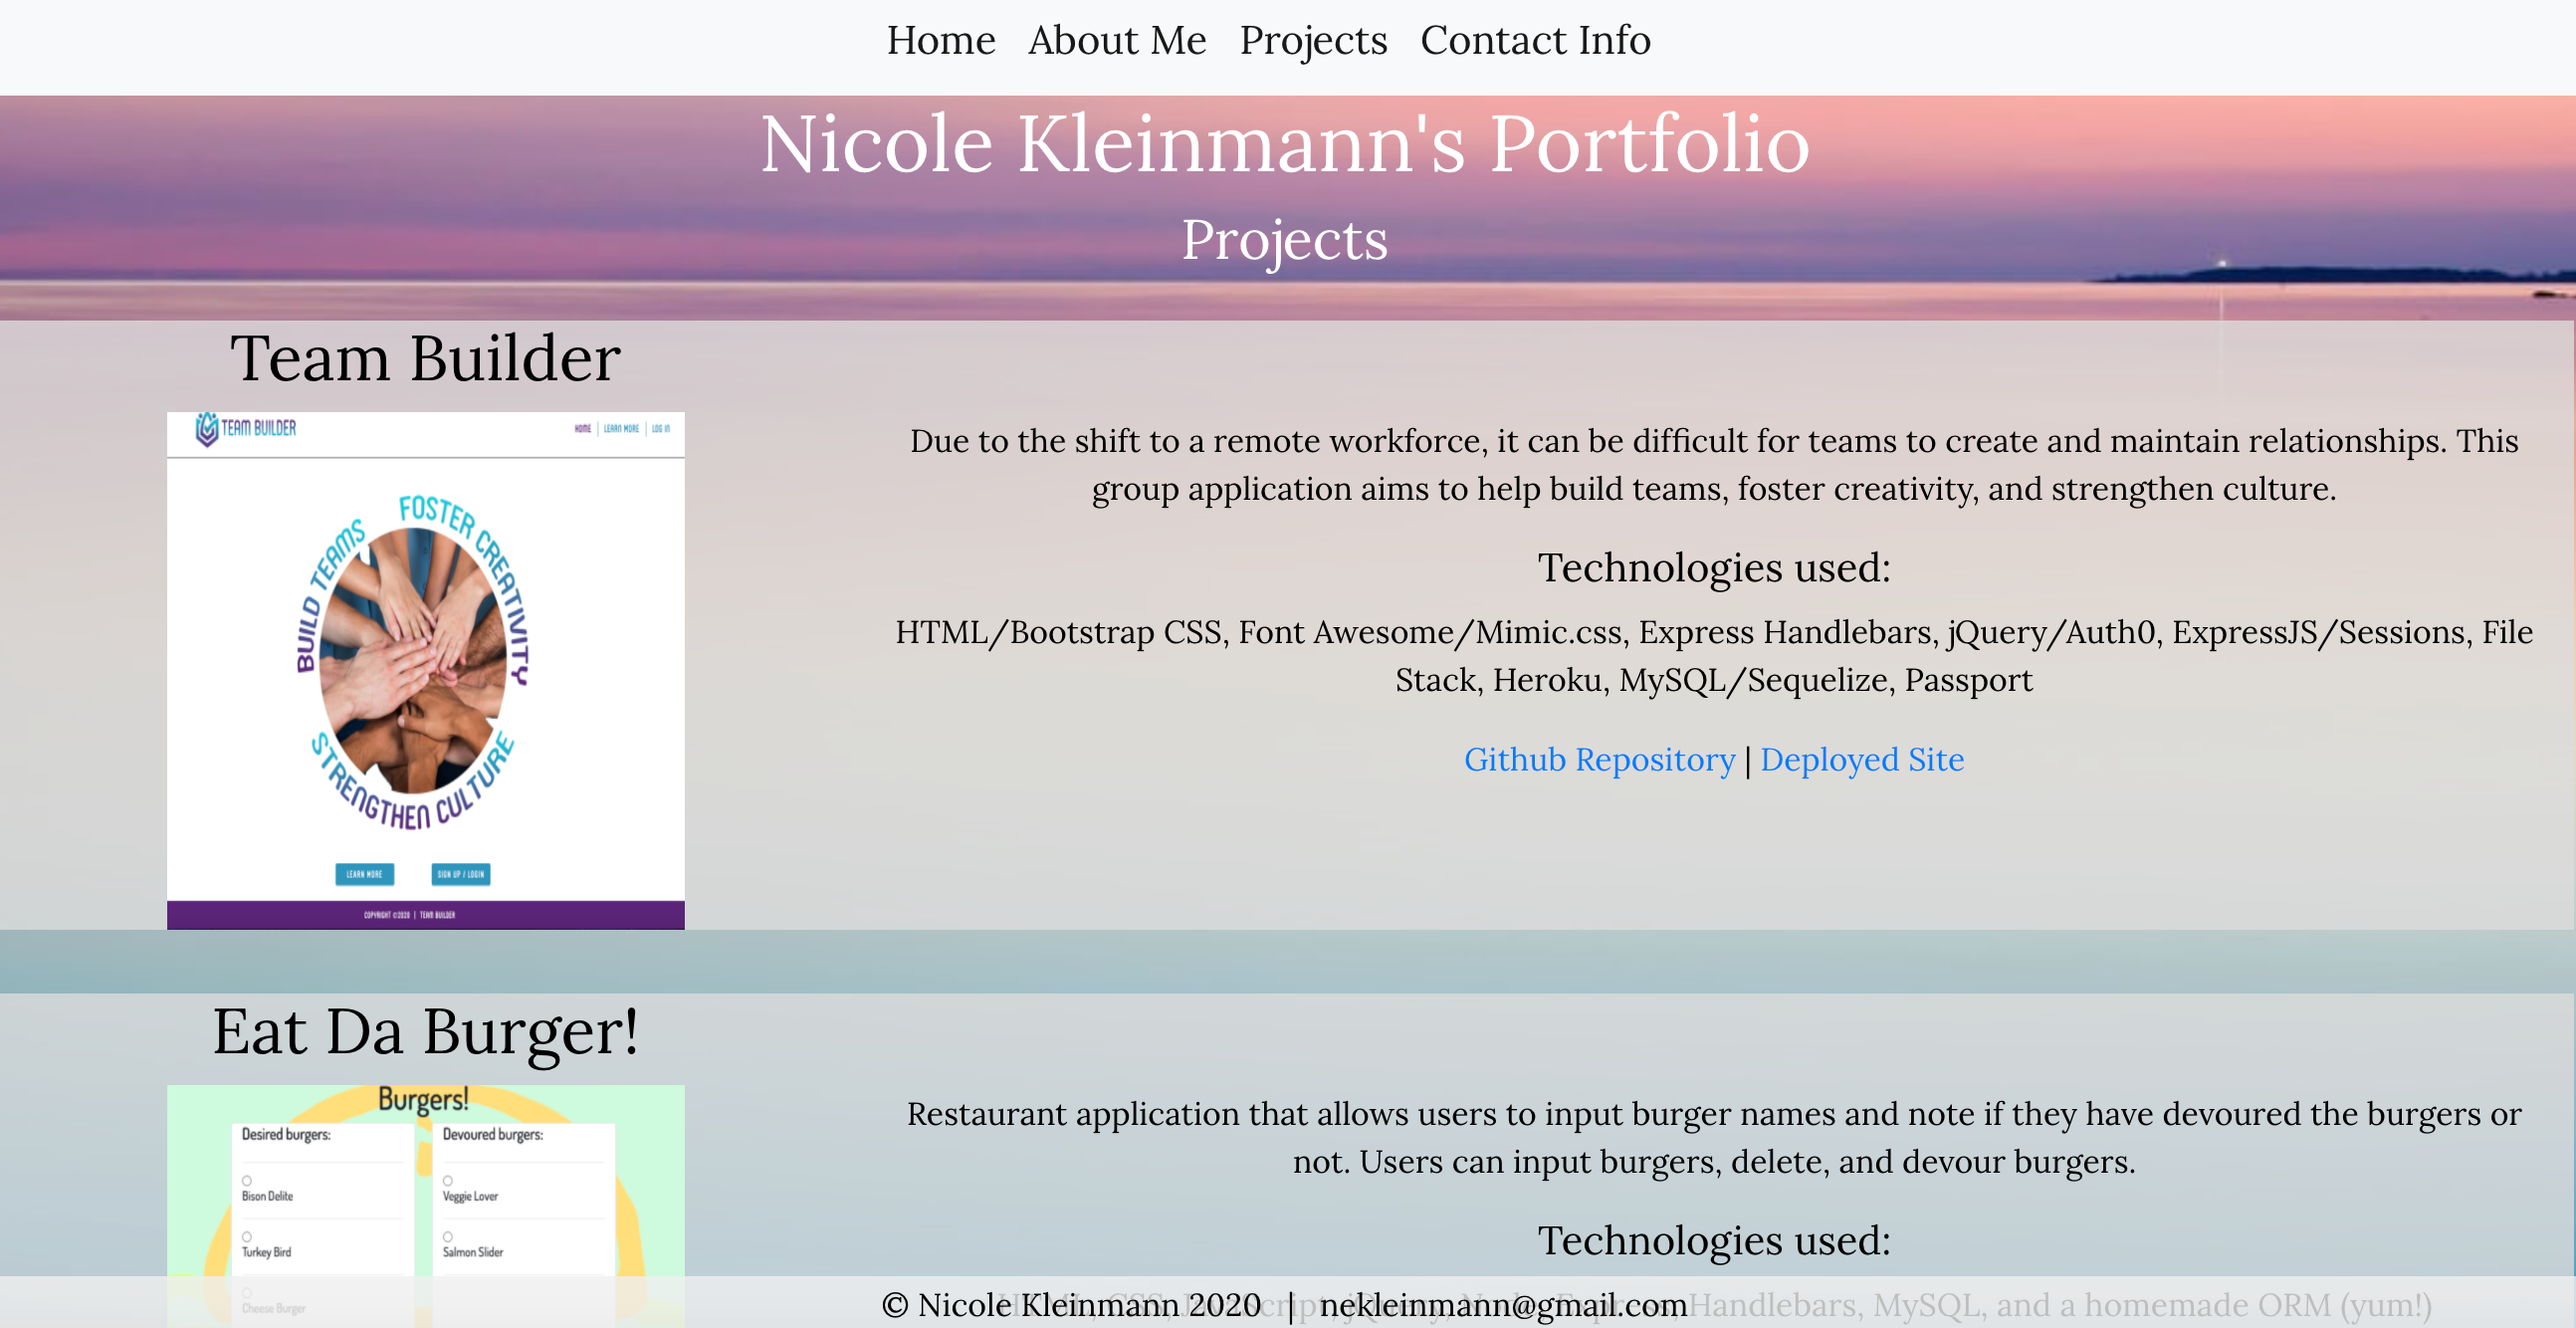 Home About Me Projects Contact Info
Nicole Kleinmann's Portfolio
Projects
Team Builder
TEAM BUILDER
HOME | LEARN MORE | LOG IN
BUILD TEAMS
FOSTER CREATIVITY
STRENGTHEN CULTURE
LEARN MORE
SIGN UP / LOGIN
COPYRIGHT ©2020 | TEAM BUILDER
Due to the shift to a remote workforce, it can be difficult for teams to create and maintain relationships. This
group application aims to help build teams, foster creativity, and strengthen culture.
Technologies used:
HTML/Bootstrap CSS, Font Awesome/Mimic.css, Express Handlebars, jQuery/Auth0, ExpressJS/Sessions, File
Stack, Heroku, MySQL/Sequelize, Passport
Github Repository | Deployed Site
Eat Da Burger!
Burgers!
Desired burgers:
Bison Delite
Turkey Bird
Cheese Burger
Devoured burgers:
Veggie Lover
Salmon Slider
Restaurant application that allows users to input burger names and note if they have devoured the burgers or
not. Users can input burgers, delete, and devour burgers.
Technologies used:
HTML, CSS, JavaScript, jQuery, Node, Express, Handlebars, MySQL, and a homemade ORM (yum!)
© Nicole Kleinmann 2020 | nekleinmann@gmail.com